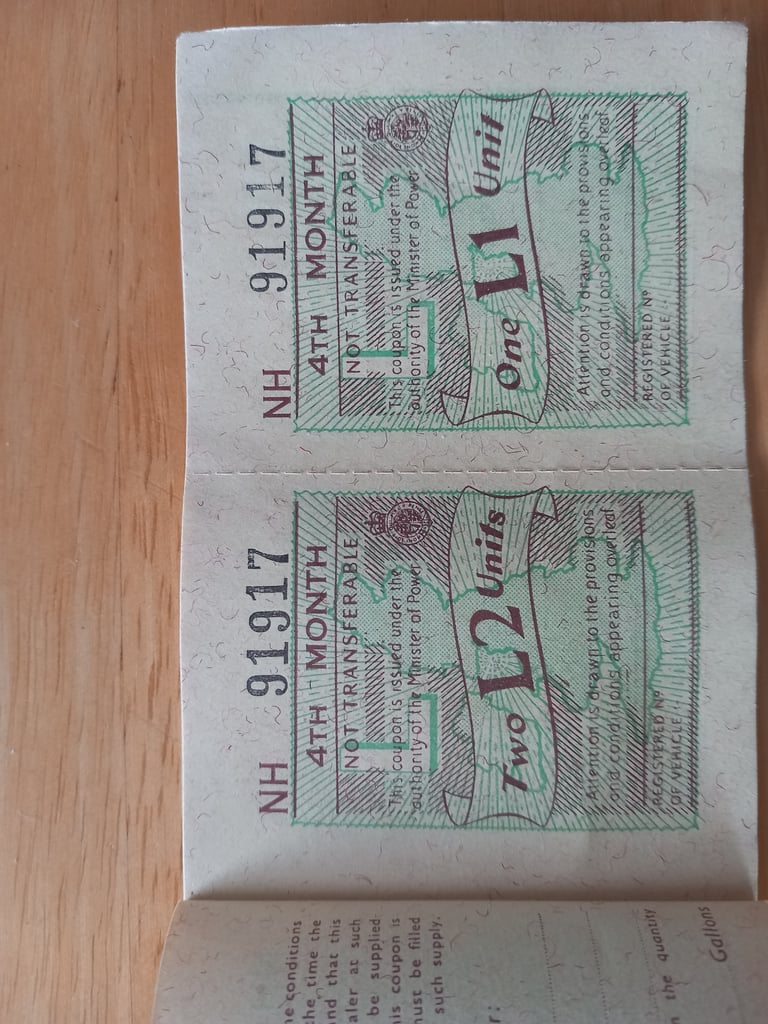 NH 91917
4TH MONTH
NOT TRANSFERABLE
L
This coupon is issued under the
authority of the Minister of Power
Two L2 Units
Attention is drawn to the provisions
and conditions appearing overleaf
REGISTERED Nº
OF VEHICLE
NH 91917
4TH MONTH
NOT TRANSFERABLE
L
This coupon is issued under the
authority of the Minister of Power
One L1 Unit
Attention is drawn to the provisions
and conditions appearing overleaf
REGISTERED Nº
OF VEHICLE
conditions
the time the
and that this
at such
be supplied
coupon is
must be filled
such supply.
the quantity
Gallons